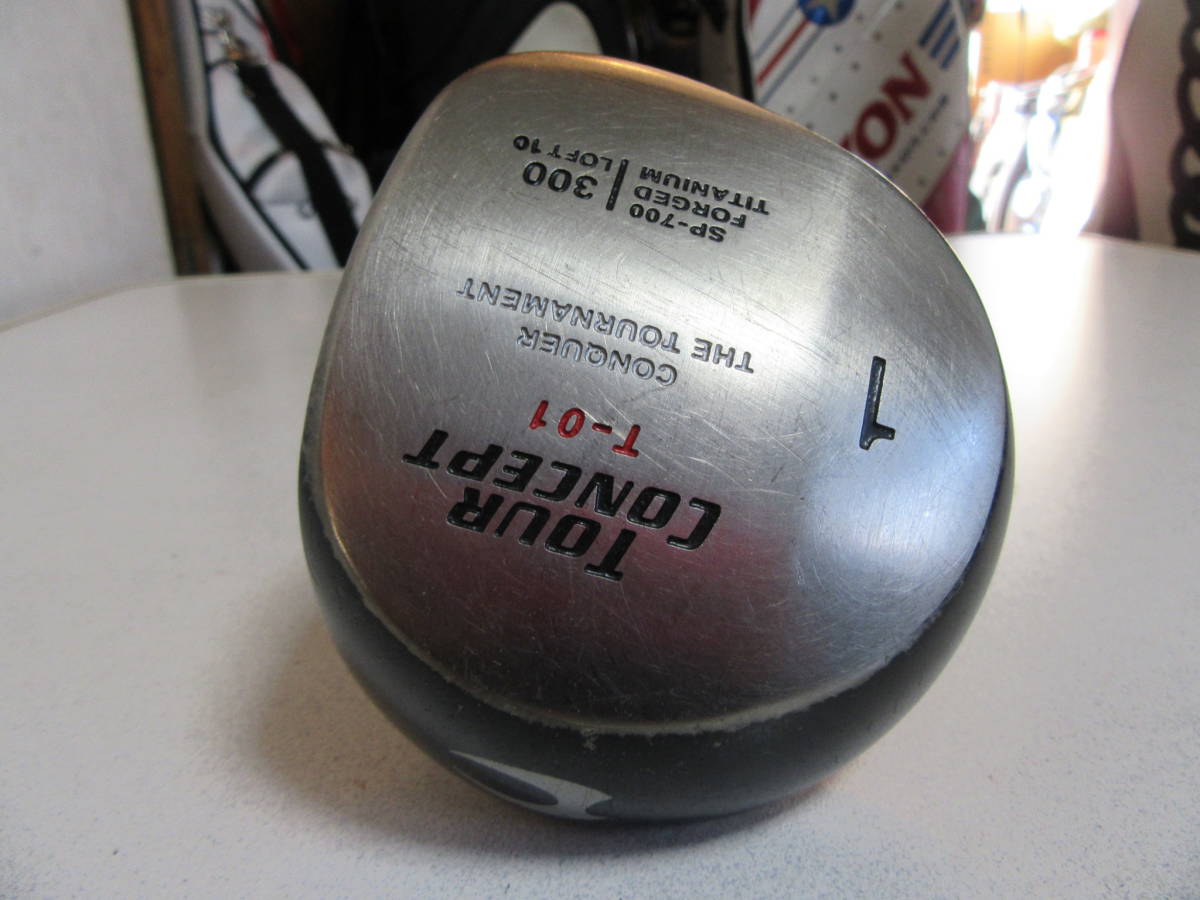 TOUR
CONCEPT
T-01
CONQUER
THE TOURNAMENT
SP-700
FORGED
TITANIUM
300
LOFT 10
1